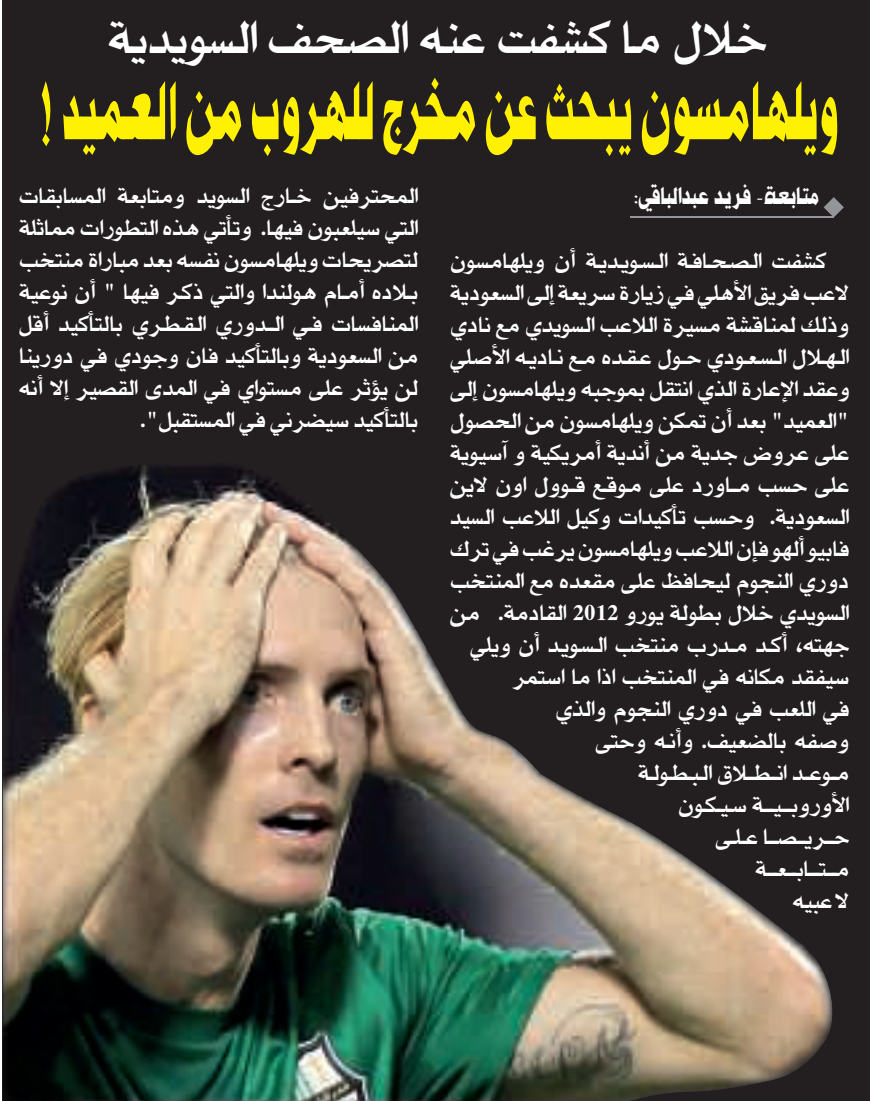 خلال ما كشفت عنه الصحف السويدية
ويلهامسون يبحث عن مخرج للهروب من العميد !
متابعة- فريد عبدالباقي:
كشفت الصحافة السويدية أن ويلهامسون
لاعب فريق الأهلي في زيارة سريعة إلى السعودية
وذلك لمناقشة مسيرة اللاعب السويدي مع نادي
الهلال السعودي حول عقده مع ناديه الأصلي
وعقد الإعارة الذي انتقل بموجبه ويلهامسون إلى
"العميد" بعد أن تمكن ويلهامسون من الحصول
على عروض جدية من أندية أمريكية و آسيوية
على حسب ماورد على موقع قوول اون لاين
السعودية. وحسب تأكيدات وكيل اللاعب السيد
فابيو ألهو فإن اللاعب ويلهامسون يرغب في ترك
دوري النجوم ليحافظ على مقعده مع المنتخب
السويدي خلال بطولة يورو 2012 القادمة. من
جهته، أكد مدرب منتخب السويد أن ويلي
سيفقد مكانه في المنتخب اذا ما استمر
في اللعب في دوري النجوم والذي
وصفه بالضعيف. وأنه وحتى
موعد انطلاق البطولة
الأوروبية سيكون
حريصا على
متابعة
لاعبيه
المحترفين خارج السويد ومتابعة المسابقات
التي سيلعبون فيها. وتأتي هذه التطورات مماثلة
لتصريحات ويلهامسون نفسه بعد مباراة منتخب
بلاده أمام هولندا والتي ذكر فيها " أن نوعية
المنافسات في الدوري القطري بالتأكيد أقل
من السعودية وبالتأكيد فان وجودي في دورينا
لن يؤثر على مستواي في المدى القصير إلا أنه
بالتأكيد سيضرني في المستقبل".